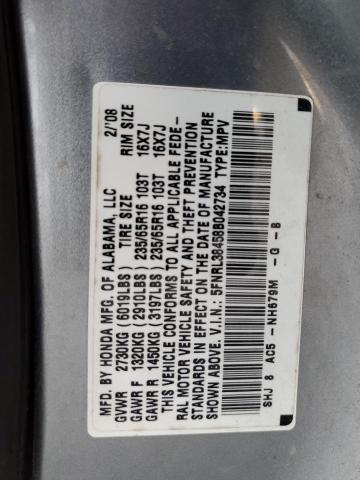 MFD. BY HONDA MFG. OF ALABAMA, LLC 2/'08
GVWR 2730KG (6019LBS) TIRE SIZE RIM SIZE
GAWR F 1320KG (2910LBS) 235/65R16 103T 16X7J
GAWR R 1450KG (3197LBS) 235/65R16 103T 16X7J
THIS VEHICLE CONFORMS TO ALL APPLICABLE FEDE-
RAL MOTOR VEHICLE SAFETY AND THEFT PREVENTION
STANDARDS IN EFFECT ON THE DATE OF MANUFACTURE
SHOWN ABOVE. V.I.N.: 5FNRL38458B042734 TYPE:MPV
SHJ 8 AC5 -NH679M -G -B